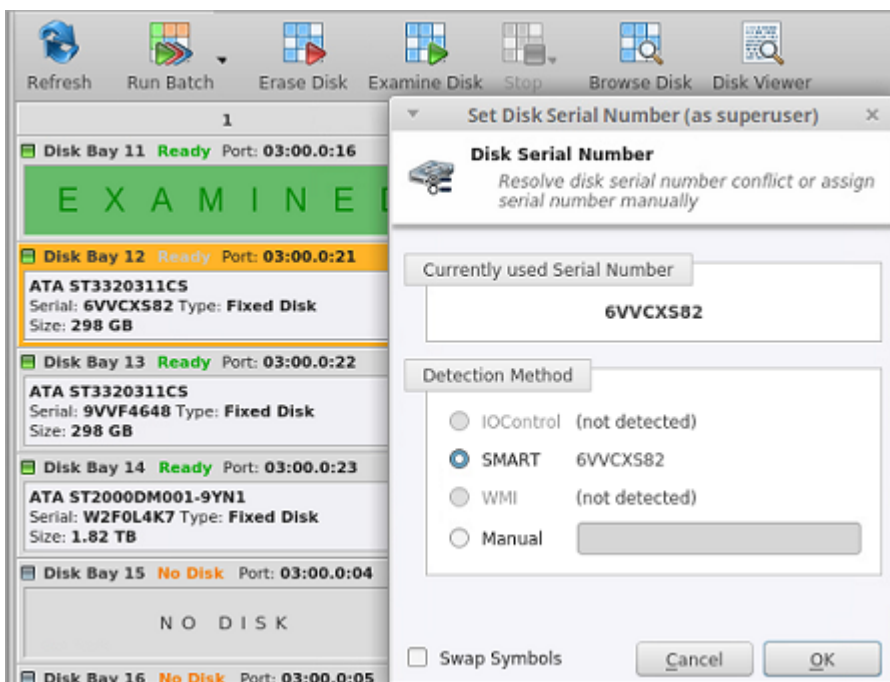 Refresh Run Batch Erase Disk Examine Disk Stop Browse Disk Disk Viewer
1
Disk Bay 11 Ready Port: 03:00.0:16
EXAMINED
Disk Bay 12 Ready Port: 03:00.0:21
ATA ST3320311CS
Serial: 6VVCXS82 Type: Fixed Disk
Size: 298 GB
Disk Bay 13 Ready Port: 03:00.0:22
ATA ST3320311CS
Serial: 9VVF4648 Type: Fixed Disk
Size: 298 GB
Disk Bay 14 Ready Port: 03:00.0:23
ATA ST2000DM001-9YN1
Serial: W2F0L4K7 Type: Fixed Disk
Size: 1.82 TB
Disk Bay 15 No Disk Port: 03:00.0:04
NO DISK
Disk Bay 16 No Disk Port: 03:00.0:05
Set Disk Serial Number (as superuser)
Disk Serial Number
Resolve disk serial number conflict or assign
serial number manually
Currently used Serial Number
6VVCXS82
Detection Method
IOControl (not detected)
SMART 6VVCXS82
WMI (not detected)
Manual
Swap Symbols Cancel OK